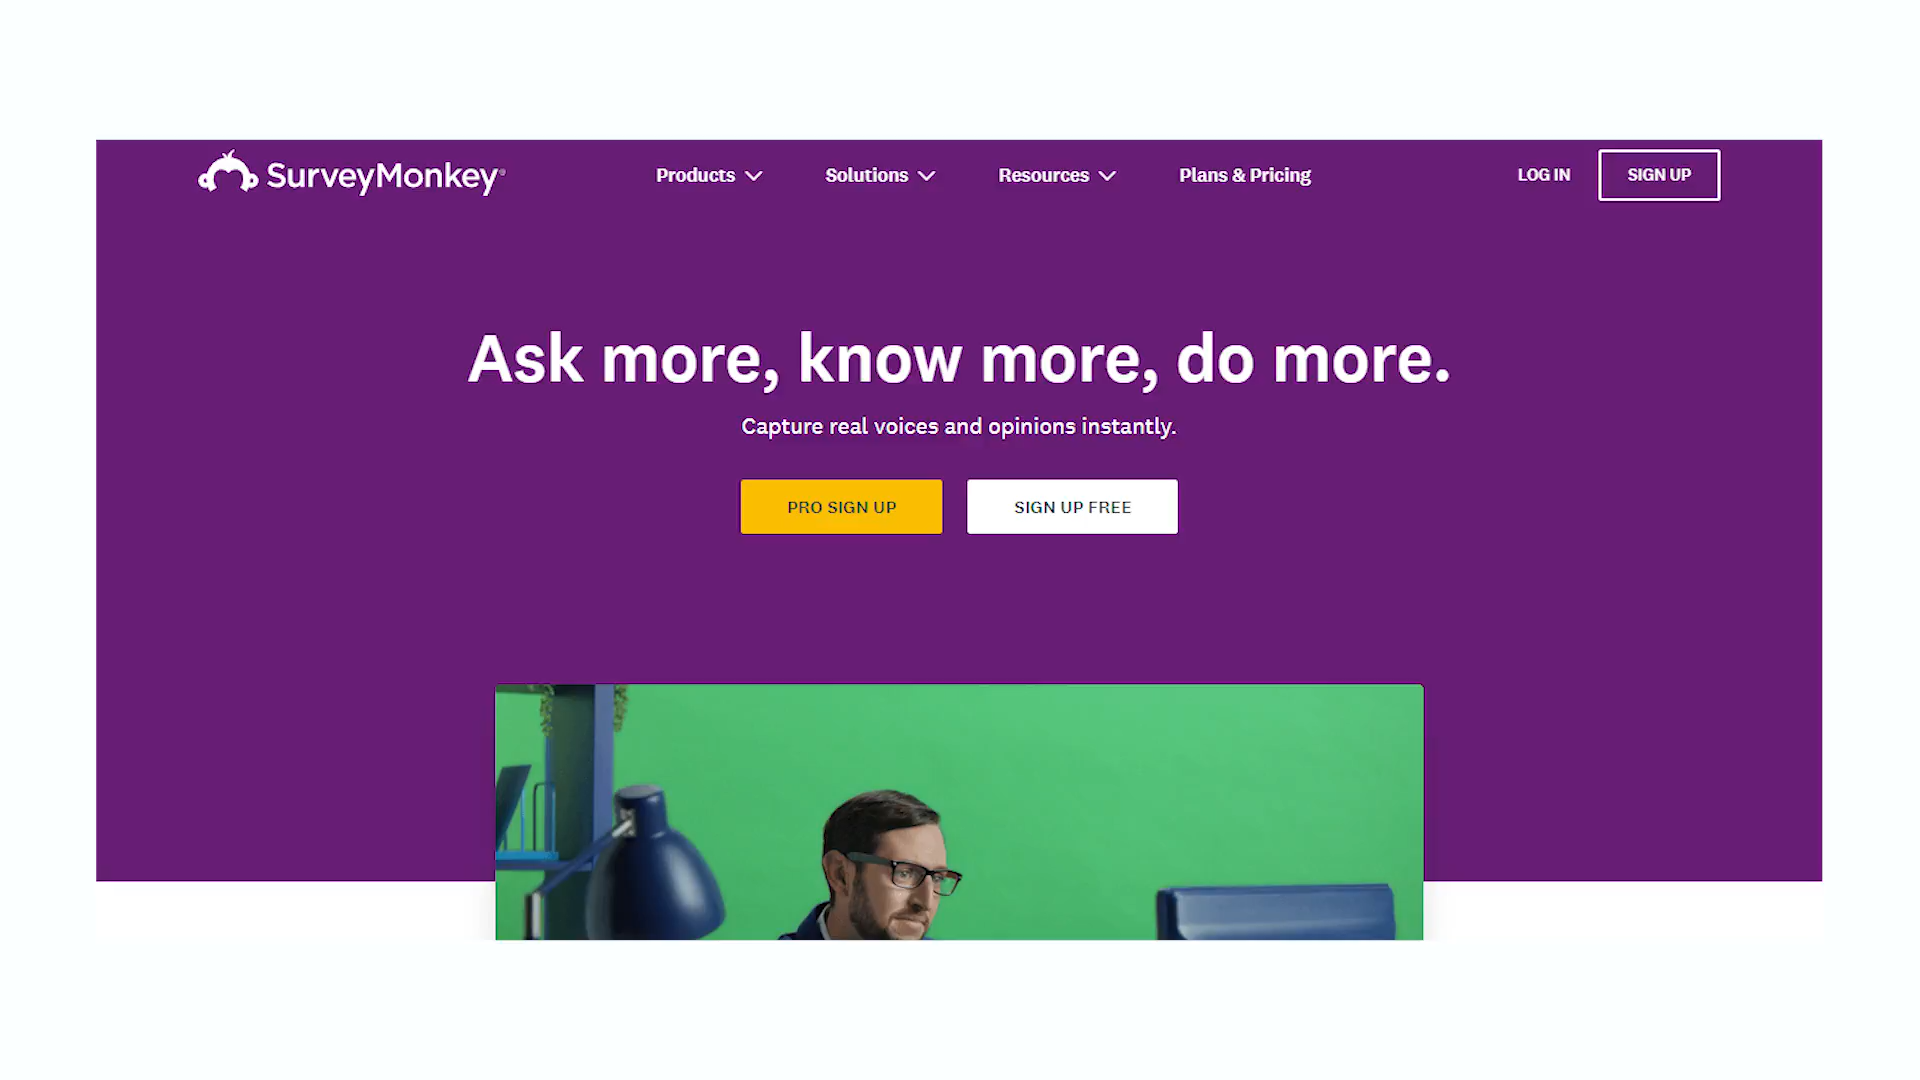 SurveyMonkey®
Products
Solutions
Resources
Plans & Pricing
LOG IN
SIGN UP
Ask more, know more, do more.
Capture real voices and opinions instantly.
PRO SIGN UP
SIGN UP FREE